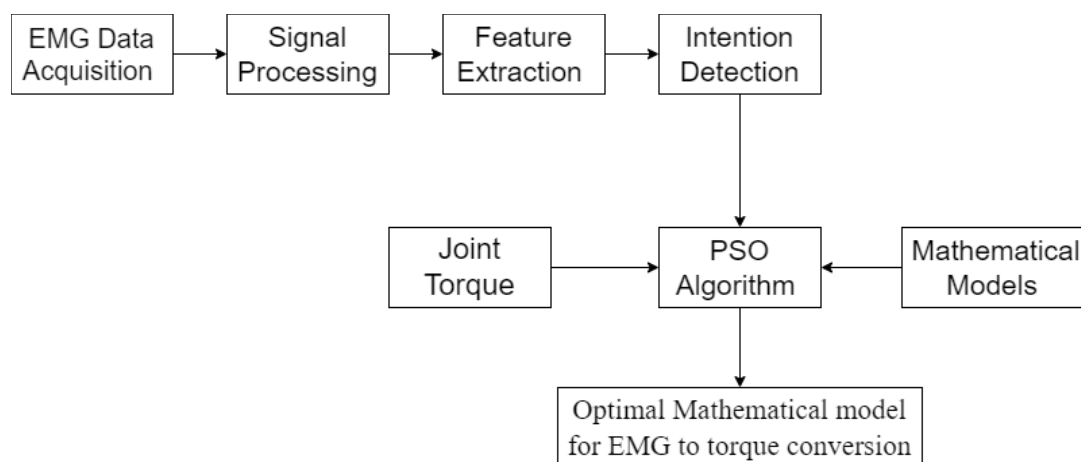 EMG Data
Acquisition
Signal
Processing
Feature
Extraction
Intention
Detection
Joint
Torque
PSO
Algorithm
Mathematical
Models
Optimal Mathematical model
for EMG to torque conversion